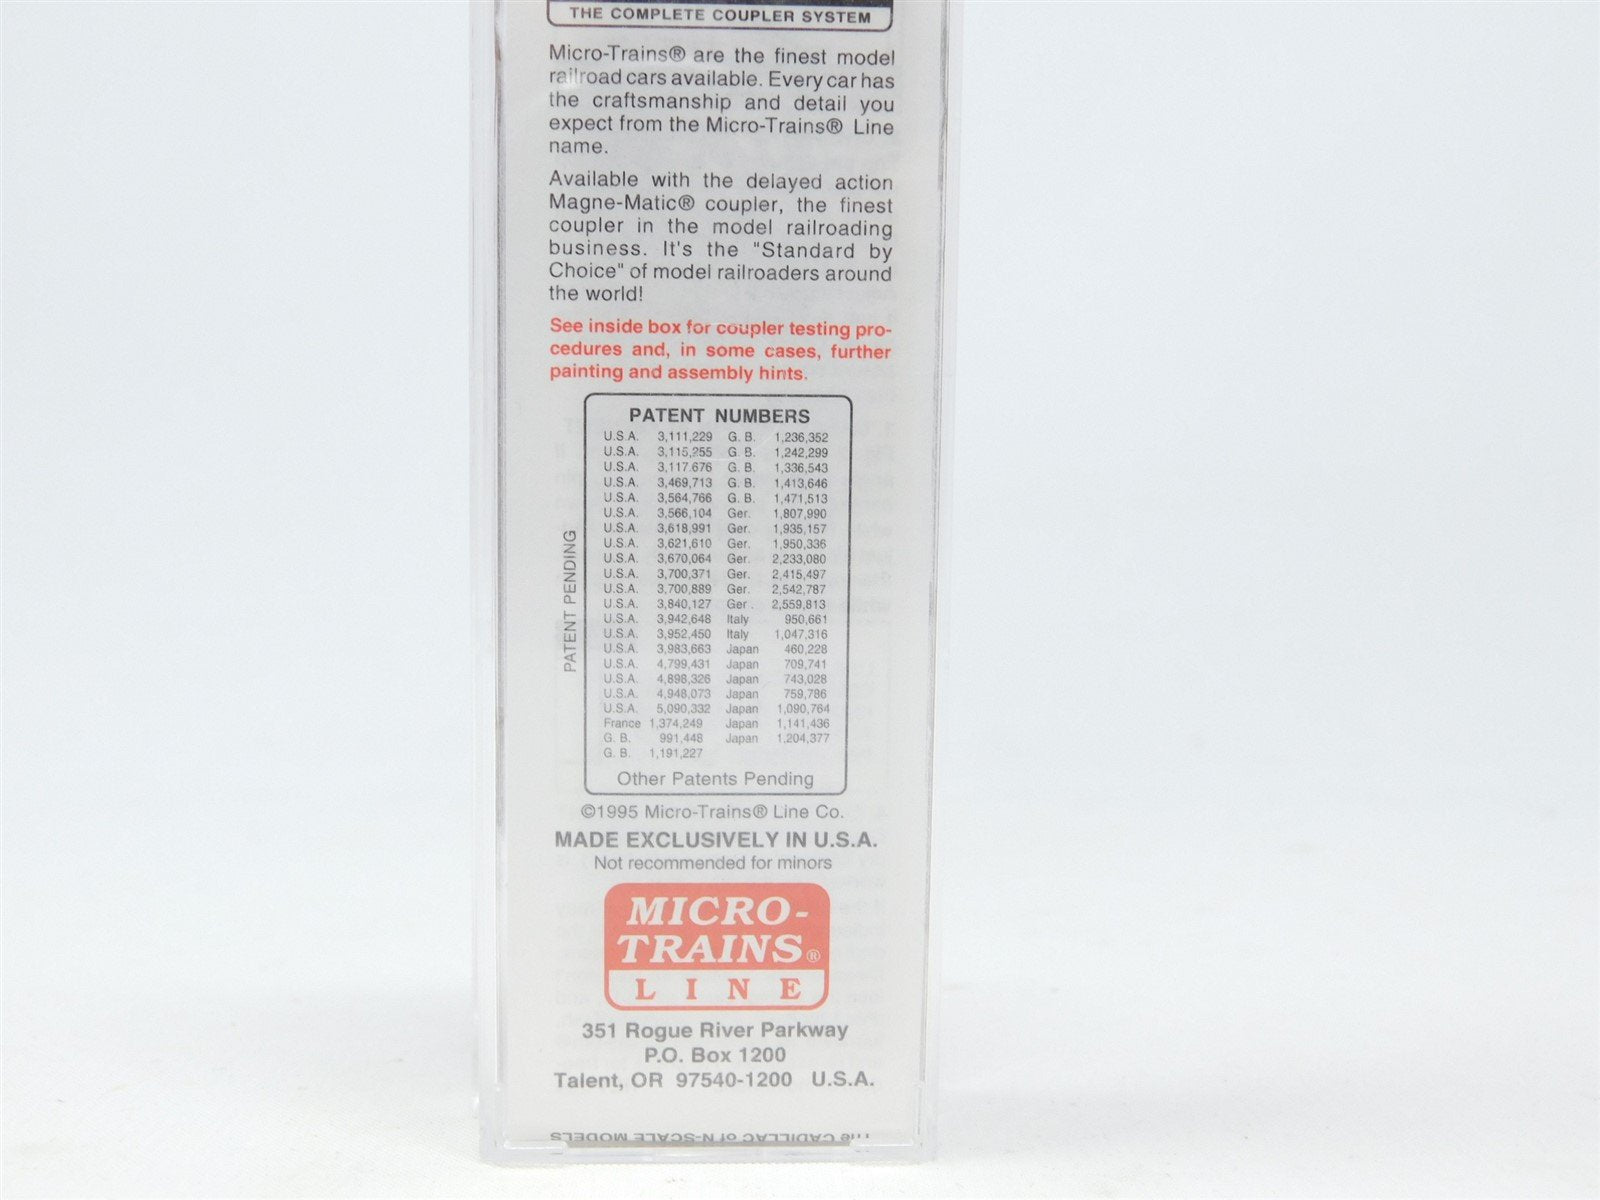 THE COMPLETE COUPLER SYSTEM
Micro-Trains® are the finest model
railroad cars available. Every car has
the craftsmanship and detail you
expect from the Micro-Trains® Line
name.
Available with the delayed action
Magne-Matic® coupler, the finest
coupler in the model railroading
business. It's the "Standard by
Choice" of model railroaders around
the world!
See inside box for coupler testing pro-
cedures and, in some cases, further
painting and assembly hints.
PATENT PENDING
PATENT NUMBERS
U.S.A. 3,111,229 G. B. 1,236,352
U.S.A. 3,115,255 G. B. 1,242,299
U.S.A. 3,117.676 G. B. 1,336,543
U.S.A. 3,469,713 G. B. 1,413,646
U.S.A. 3,564,766 G. B. 1,471,513
U.S.A. 3,566,104 Ger. 1,807,990
U.S.A. 3,618,991 Ger. 1,935,157
U.S.A. 3,621,610 Ger. 1,950,336
U.S.A. 3,670,064 Ger. 2,233,080
U.S.A. 3,700,371 Ger. 2,415,497
U.S.A. 3,700,889 Ger. 2,542,787
U.S.A. 3,840,127 Ger . 2,559,813
U.S.A. 3,942,648 Italy 950,661
U.S.A. 3,952,450 Italy 1,047,316
U.S.A. 3,983,663 Japan 460,228
U.S.A. 4,799,431 Japan 709,741
U.S.A. 4,898,326 Japan 743,028
U.S.A. 4,948,073 Japan 759,786
U.S.A. 5,090,332 Japan 1,090,764
France 1,374,249 Japan 1,141,436
G. B. 991,448 Japan 1,204,377
G. B. 1,191,227
Other Patents Pending
©1995 Micro-Trains® Line Co.
MADE EXCLUSIVELY IN U.S.A.
Not recommended for minors
MICRO-
TRAINS®
LINE
351 Rogue River Parkway
P.O. Box 1200
Talent, OR 97540-1200 U.S.A.
The CADILLAC of N-SCALE MODELS